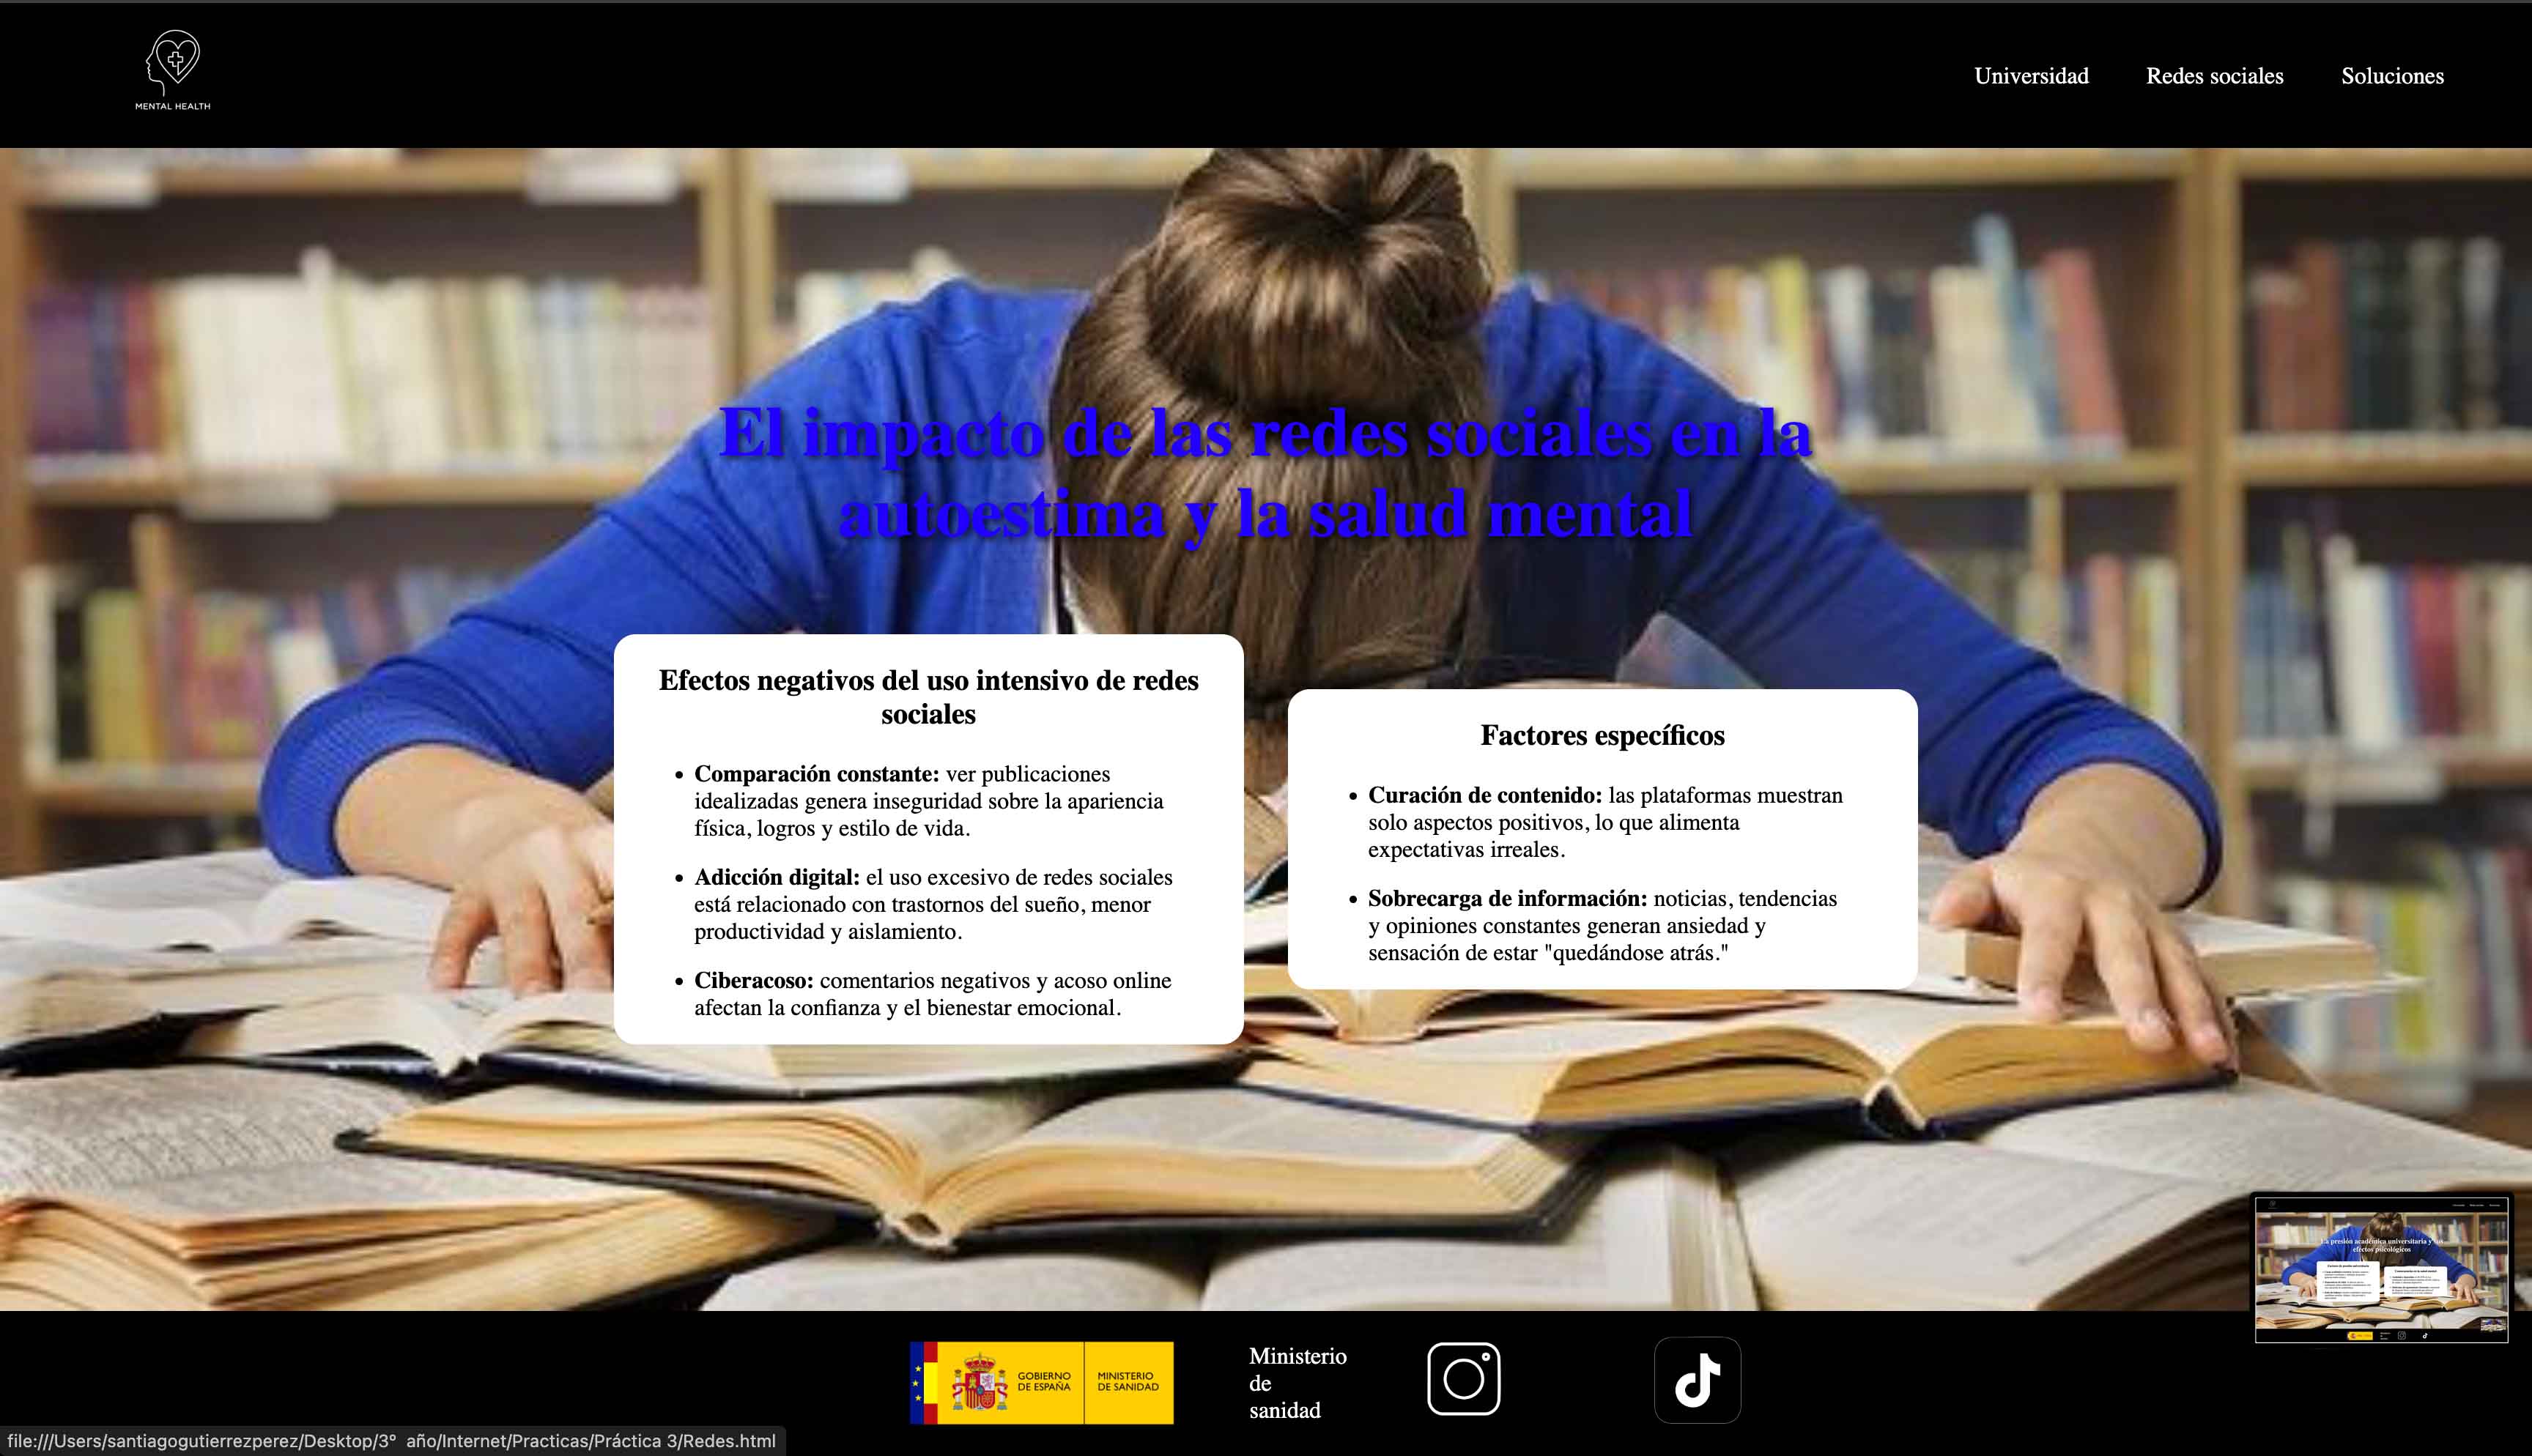 MENTAL HEALTH
Universidad
Redes sociales
Soluciones
El impacto de las redes sociales en la
autoestima y la salud mental
Efectos negativos del uso intensivo de redes
sociales
• Comparación constante: ver publicaciones
idealizadas genera inseguridad sobre la apariencia
física, logros y estilo de vida.
• Adicción digital: el uso excesivo de redes sociales
está relacionado con trastornos del sueño, menor
productividad y aislamiento.
• Ciberacoso: comentarios negativos y acoso online
afectan la confianza y el bienestar emocional.
Factores específicos
• Curación de contenido: las plataformas muestran
solo aspectos positivos, lo que alimenta
expectativas irreales.
• Sobrecarga de información: noticias, tendencias
y opiniones constantes generan ansiedad y
sensación de estar "quedándose atrás."
La presión académica universitaria y
efectos psicológicos
GOBIERNO
DE ESPAÑA
MINISTERIO
DE SANIDAD
Ministerio
de
sanidad
file:///Users/santiagogutierrezperez/Desktop/3° año/Internet/Practicas/Práctica 3/Redes.html